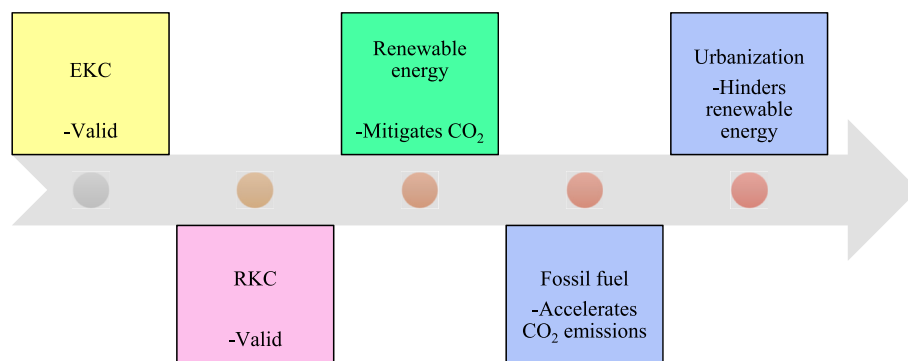 EKC
-Valid
RKC
-Valid
Renewable
energy
-Mitigates CO₂
Fossil fuel
-Accelerates
CO₂ emissions
Urbanization
-Hinders
renewable
energy